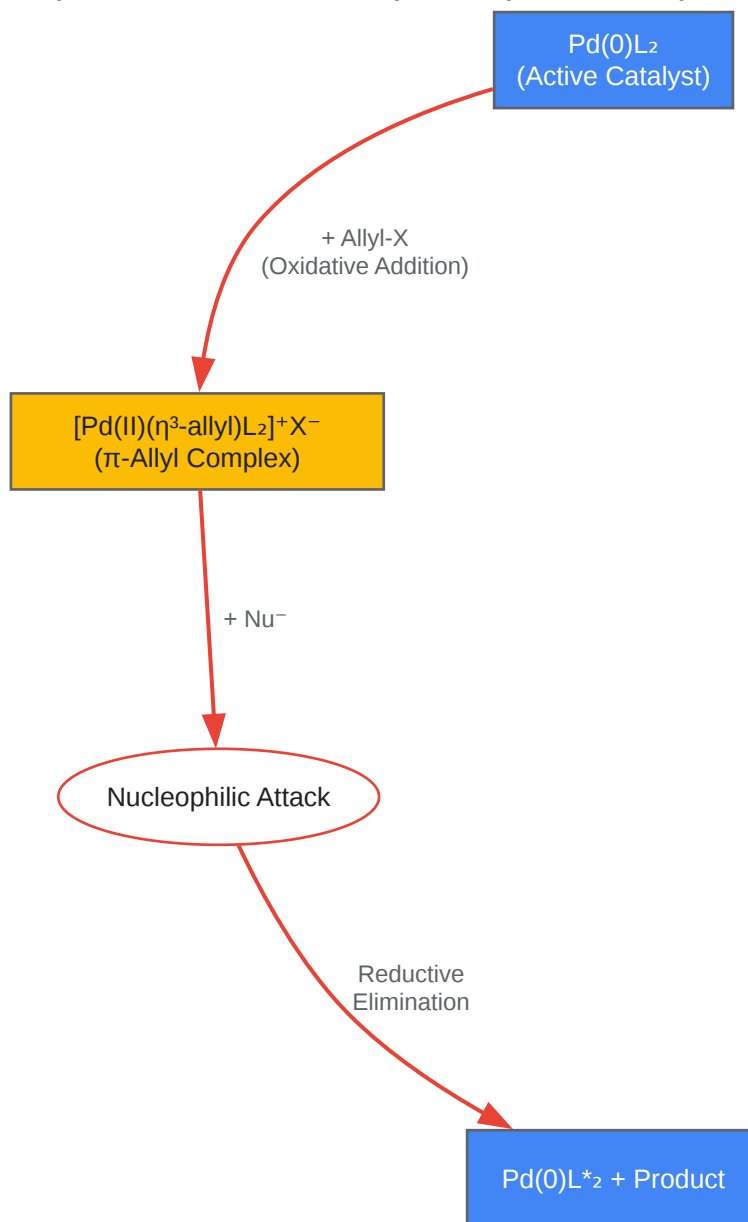 Pd(0)L₂
(Active Catalyst)
+ Allyl-X
(Oxidative Addition)
[Pd(II)(η³-allyl)L₂]⁺X⁻
(π-Allyl Complex)
+ Nu⁻
Nucleophilic Attack
Reductive
Elimination
Pd(0)L*₂ + Product